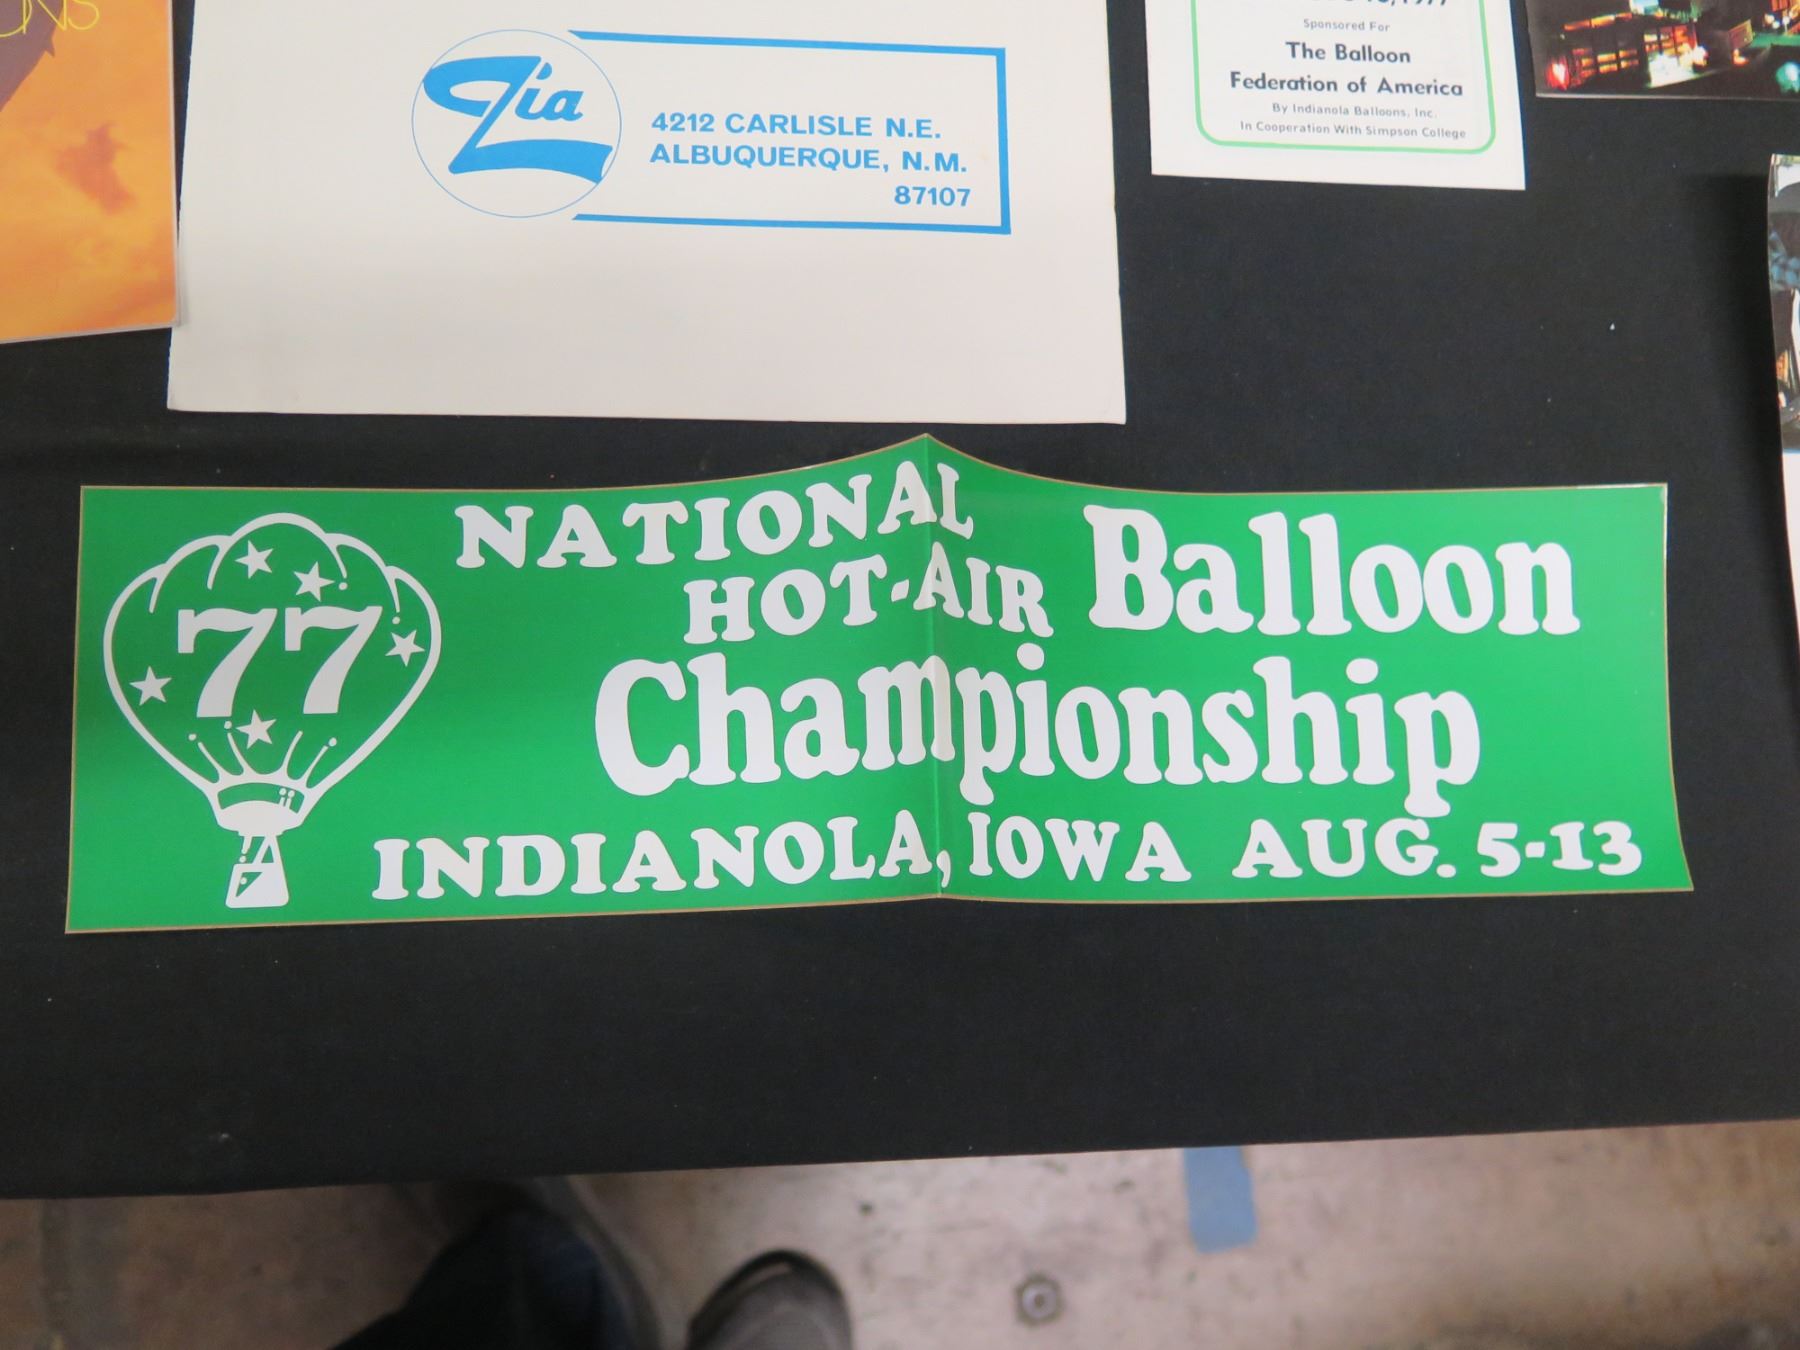 Zia
4212 CARLISLE N.E.
ALBUQUERQUE, N.M.
87107
Sponsored For
The Balloon
Federation of America
By Indianola Balloons, Inc.
In Cooperation With Simpson College
77
NATIONAL
HOT-AIR Balloon
Championship
INDIANOLA, IOWA AUG. 5-13